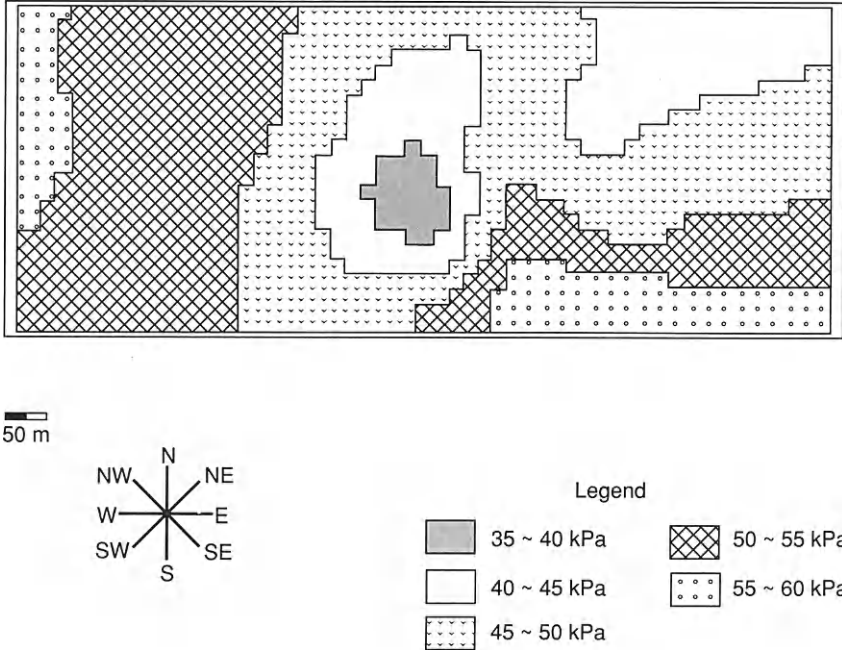 50 m
N
NW NE
W E
SW SE
S
Legend
35 ~ 40 kPa
50 ~ 55 kPa
40 ~ 45 kPa
55 ~ 60 kPa
45 ~ 50 kPa